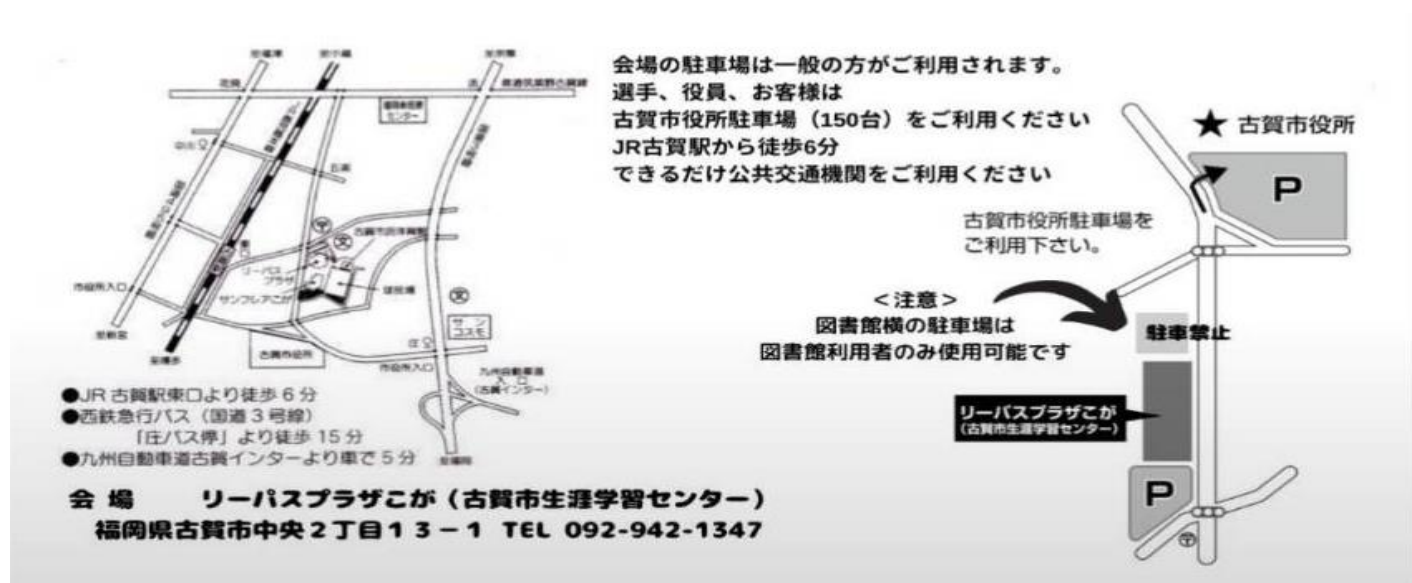 会場の駐車場は一般の方がご利用されます。
選手、役員、お客様は
古賀市役所駐車場（150台）をご利用ください
JR古賀駅から徒歩6分
できるだけ公共交通機関をご利用ください
★ 古賀市役所
P
古賀市役所駐車場を
ご利用下さい。
＜注意＞
図書館横の駐車場は
図書館利用者のみ使用可能です
駐車禁止
リーパスプラザこが
（古賀市生涯学習センター）
P
リーパス
プラザ
サンフレアこが
市役所入口
古賀市役所
サン
コスモ
市役所入口
九州自動車道
入口
（古賀インター）
●JR古賀駅東口より徒歩6分
●西鉄急行バス（国道3号線）
「庄バス停」より徒歩15分
●九州自動車道古賀インターより車で5分
会 場 リーパスプラザこが（古賀市生涯学習センター）
福岡県古賀市中央2丁目13－1 TEL 092-942-1347